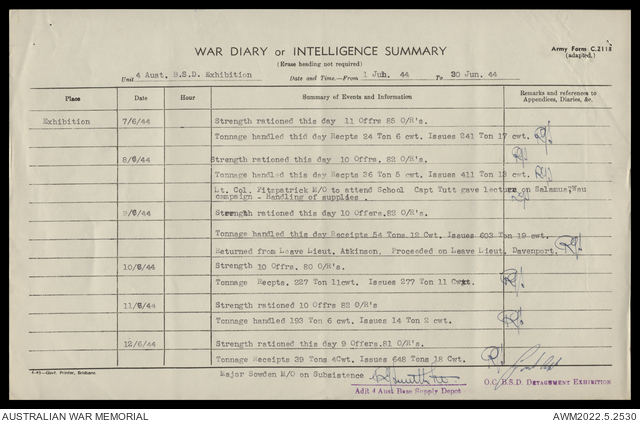 Army Form C.2118
(adapted.)
WAR DIARY or INTELLIGENCE SUMMARY
(Erase heading not required)
Unit 4 Aust. B.S.D. Exhibition Date and Time.—From 1 Jun. 44 To 30 Jun. 44
Place Date Hour Summary of Events and Information Remarks and references to Appendices, Diaries, &c.
Exhibition 7/6/44 Strength rationed this day 11 Offrs 85 O/R's.
Tonnage handled thid day Recpts 24 Ton 6 cwt. Issues 241 Ton 17 cwt.
8/6/44 Strength rationed this day 10 Offrs, 82 O/R's.
Tonnage handled this day Recpts 36 Ton 5 cwt. Issues 411 Ton 13 cwt.
Lt. Col. Fitzpatrick M/O to attend School Capt Tutt gave lecture on Salamua, Wau
campaign - Handling of supplies .
9/6/44 Strength rationed this day 10 Offrs.82 O/R's.
Tonnage handled this day Receipts 54 Tons 12 Cwt. Issues 603 Ton 19 cwt.
Returned from Leave Lieut. Atkinson. Proceeded on Leave Lieut. Davenport.
10/6/44 Strength 10 Offrs. 80 O/R's.
Tonnage Recpts. 227 Ton 11cwt. Issues 277 Ton 11 Cwt.
11/6/44 Strength rationed 10 Offrs 82 O/R's
Tonnage handled 193 Ton 6 cwt. Issues 14 Ton 2 cwt.
12/6/44 Strength rationed this day 9 Offrs.81 O/R's.
Tonnage Receipts 39 Tons 4Cwt. Issues 648 Tons 18 Cwt.
Major Sowden M/O on Subsistence
4-43—Govt. Printer, Brisbane.
Adjt 4 Aust Base Supply Depot
O.C. B.S.D. Detachment Exhibition
AUSTRALIAN WAR MEMORIAL
AWM2022.5.2530